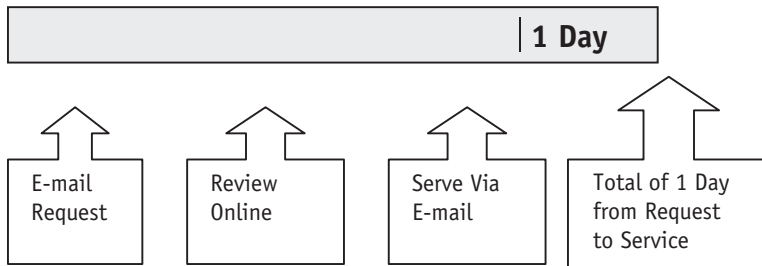 1 Day
E-mail
Request
Review
Online
Serve Via
E-mail
Total of 1 Day
from Request
to Service